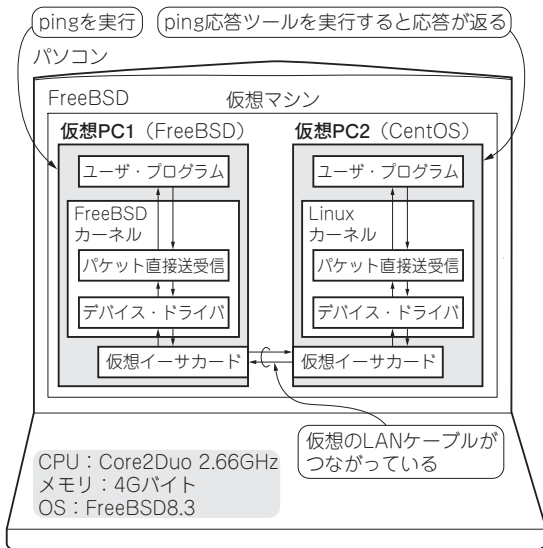 pingを実行
ping応答ツールを実行すると応答が返る
パソコン
FreeBSD
仮想マシン
仮想PC1（FreeBSD）
仮想PC2（CentOS）
ユーザ・プログラム
FreeBSD
カーネル
パケット直接送受信
デバイス・ドライバ
仮想イーサカード
ユーザ・プログラム
Linux
カーネル
パケット直接送受信
デバイス・ドライバ
仮想イーサカード
仮想のLANケーブルが
つながっている
CPU：Core2Duo 2.66GHz
メモリ：4Gバイト
OS：FreeBSD8.3